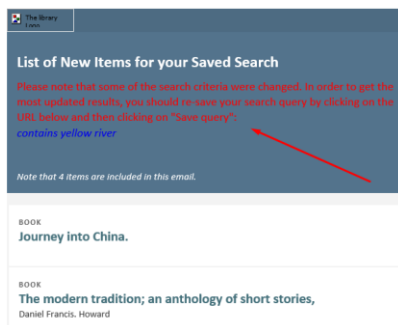 The library
Logo
List of New Items for your Saved Search
Please note that some of the search criteria were changed. In order to get the
most updated results, you should re-save your search query by clicking on the
URL below and then clicking on "Save query":
contains yellow river
Note that 4 items are included in this email.
BOOK
Journey into China.
BOOK
The modern tradition; an anthology of short stories,
Daniel Francis. Howard